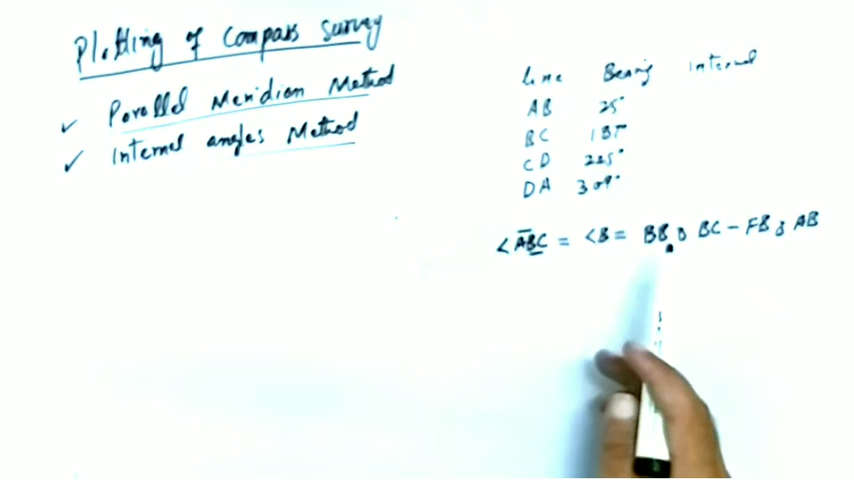 Plotting of Compass Survey
✓ Parallel Meridian Method
✓ Internal angles Method
Line Bearing Internal
AB 25°
BC 137°
CD 225°
DA 309°
∠ABC = ∠B = BB of BC - FB of AB